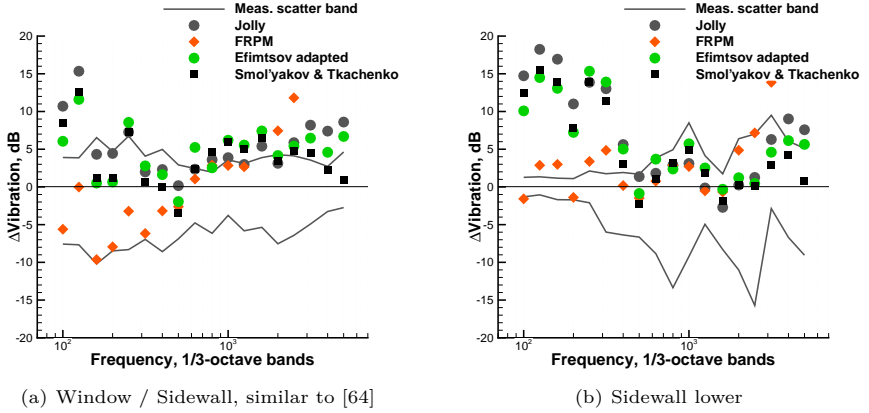 Meas. scatter band
Jolly
FRPM
Efimtsov adapted
Smol'yakov & Tkachenko
20
15
10
5
0
-5
-10
-15
-20
ΔVibration, dB
10²
10³
Frequency, 1/3-octave bands
(a) Window / Sidewall, similar to [64]
Meas. scatter band
Jolly
FRPM
Efimtsov adapted
Smol'yakov & Tkachenko
20
15
10
5
0
-5
-10
-15
-20
ΔVibration, dB
10²
10³
Frequency, 1/3-octave bands
(b) Sidewall lower